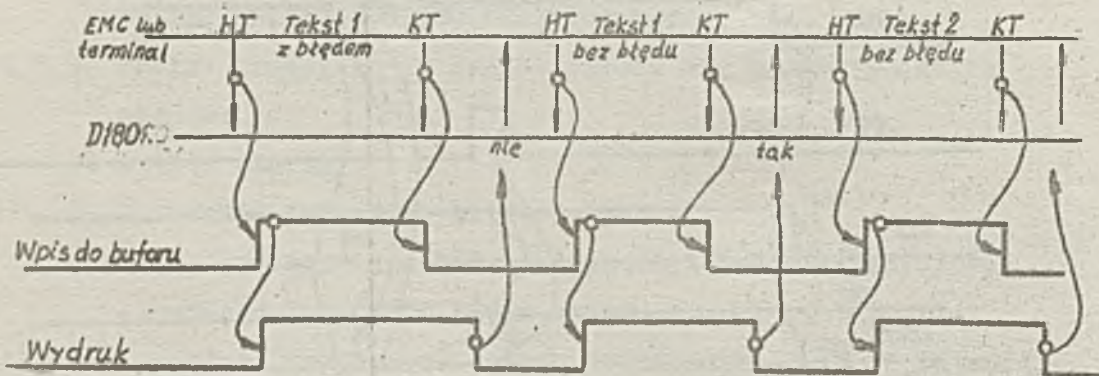 EMC lub HT Tekst 1 KT HT Tekst 1 KT HT Tekst 2 KT
terminal z błędem bez błędu bez błędu
nie tak
Wpis do buforu
Wydruk